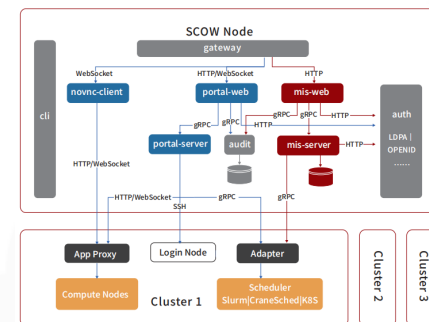 SCOW Node
gateway
WebSocket
HTTP/WebSocket
HTTP
cli
novnc-client
portal-web
mis-web
auth
LDPA |
OPENID
......
gRPC
gRPC
HTTP
gRPC
gRPC
portal-server
audit
mis-server
HTTP
HTTP/WebSocket
HTTP/WebSocket
gRPC
gRPC
SSH
App Proxy
Login Node
Adapter
Compute Nodes
Cluster 1
Scheduler
Slurm|CraneSched|K8S
Cluster 2
Cluster 3